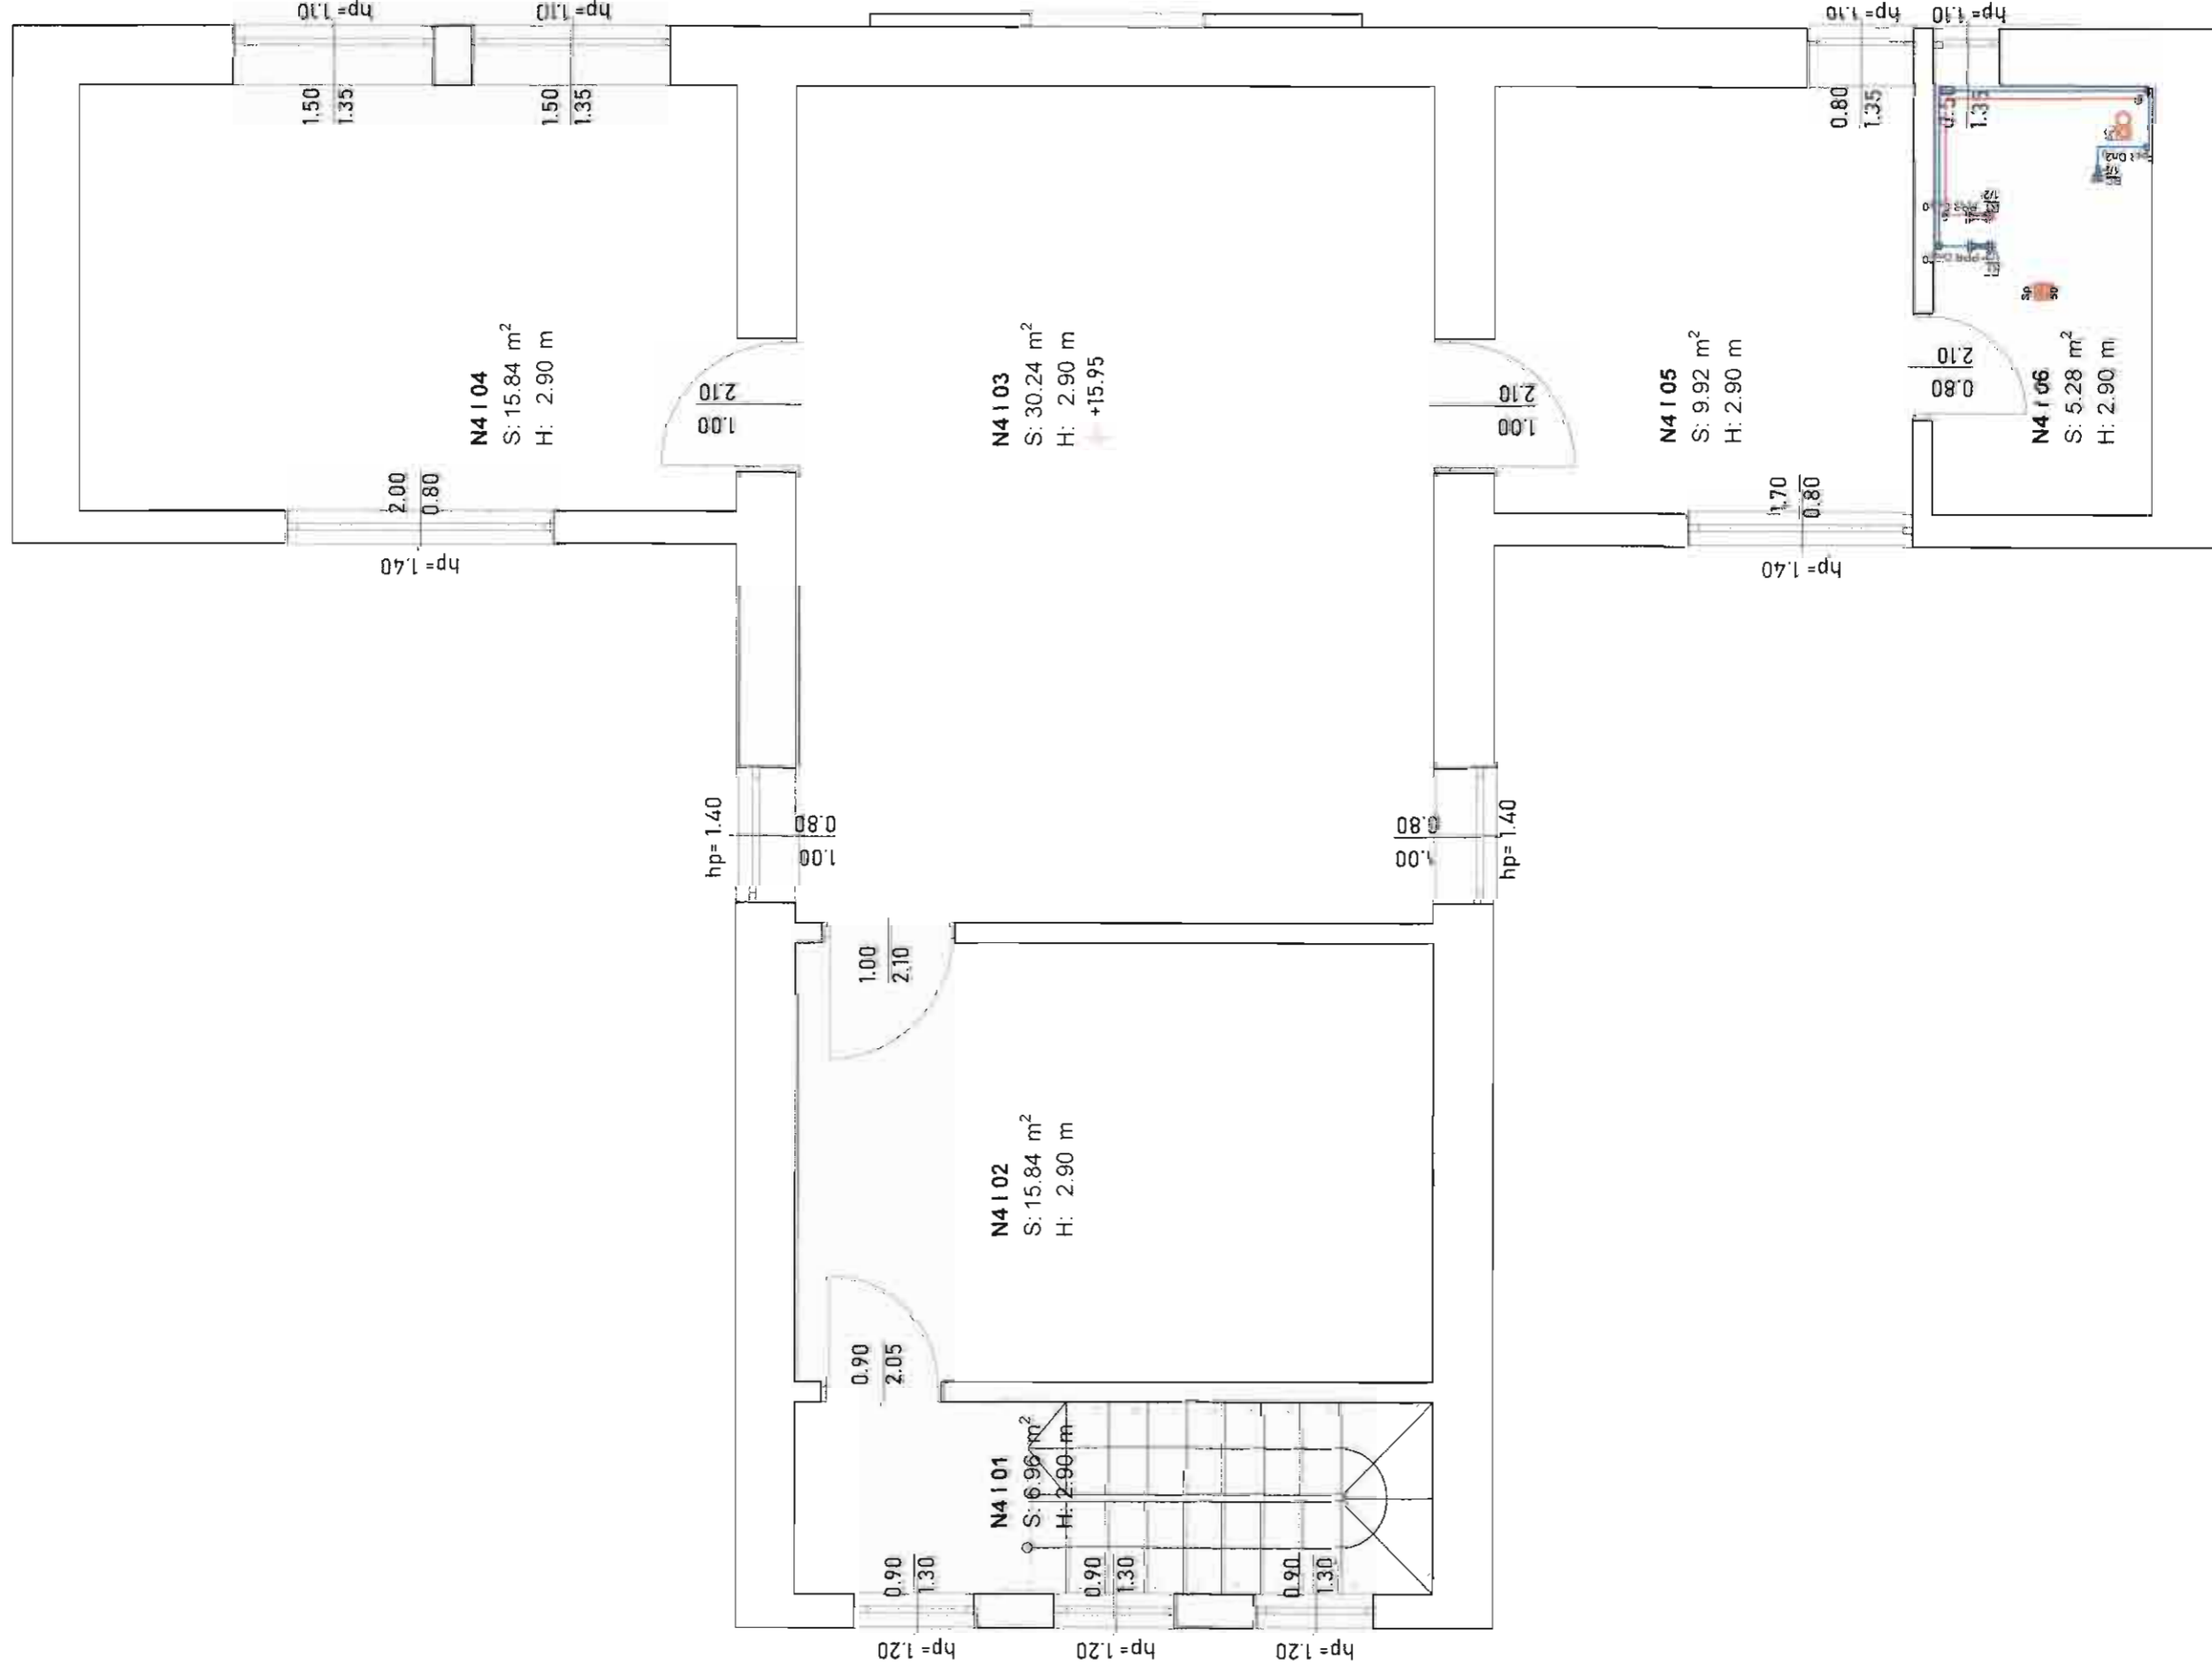 hp=1.10
hp=1.10
hp=1.10
hp=1.10
1.50
1.35
1.50
1.35
0.80
1.35
1.35
N4 I 04
S: 15.84 m²
H: 2.90 m
2.10
1.00
N4 I 03
S: 30.24 m²
H: 2.90 m
+15.95
2.10
1.00
N4 I 05
S: 9.92 m²
H: 2.90 m
Sp
50
2.10
0.80
N4 I 06
S: 5.28 m²
H: 2.90 m
2.00
0.80
hp=1.40
1.70
0.80
hp=1.40
hp= 1.40
0.80
1.00
0.80
1.00
hp= 1.40
1.00
2.10
N4 I 02
S: 15.84 m²
H: 2.90 m
0.90
2.05
N4 I 01
S: 6.96 m²
H: 2.90 m
0.90
1.30
0.90
1.30
0.90
1.30
hp=1.20
hp=1.20
hp=1.20